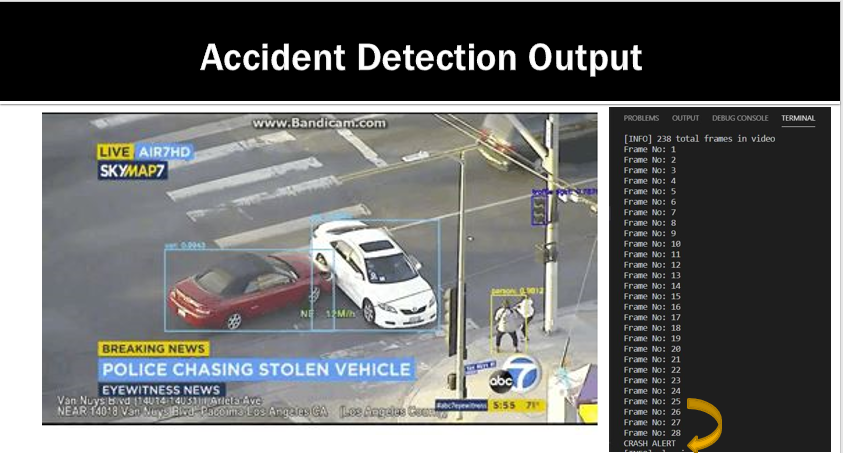 Accident Detection Output
www.Bandicam.com
LIVE AIR7HD
SKYMAP7
car: 0.9943
person: 0.9812
NE 12M/h
BREAKING NEWS
POLICE CHASING STOLEN VEHICLE
EYEWITNESS NEWS
abc 7
#abc7eyewitness 5:55 71°
Van Nuys Blvd (14014-14031) / Arleta Ave
NEAR 14018 Van Nuys Blvd Pacoima Los Angeles CA [Los Angeles County]
PROBLEMS OUTPUT DEBUG CONSOLE TERMINAL
[INFO] 238 total frames in video
Frame No: 1
Frame No: 2
Frame No: 3
Frame No: 4
Frame No: 5
Frame No: 6
Frame No: 7
Frame No: 8
Frame No: 9
Frame No: 10
Frame No: 11
Frame No: 12
Frame No: 13
Frame No: 14
Frame No: 15
Frame No: 16
Frame No: 17
Frame No: 18
Frame No: 19
Frame No: 20
Frame No: 21
Frame No: 22
Frame No: 23
Frame No: 24
Frame No: 25
Frame No: 26
Frame No: 27
Frame No: 28
CRASH ALERT